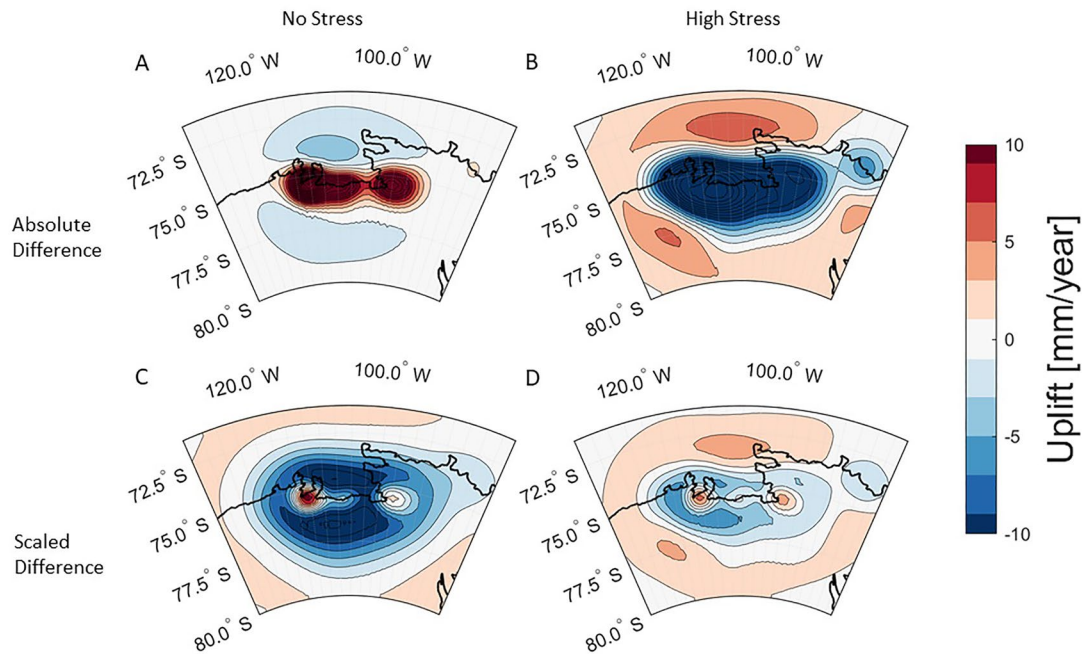 No Stress
High Stress
A
120.0° W
100.0° W
B
120.0° W
100.0° W
72.5° S
75.0° S
77.5° S
80.0° S
72.5° S
75.0° S
77.5° S
80.0° S
Absolute
Difference
C
120.0° W
100.0° W
D
120.0° W
100.0° W
72.5° S
75.0° S
77.5° S
80.0° S
72.5° S
75.0° S
77.5° S
80.0° S
Scaled
Difference
10
5
0
-5
-10
Uplift [mm/year]